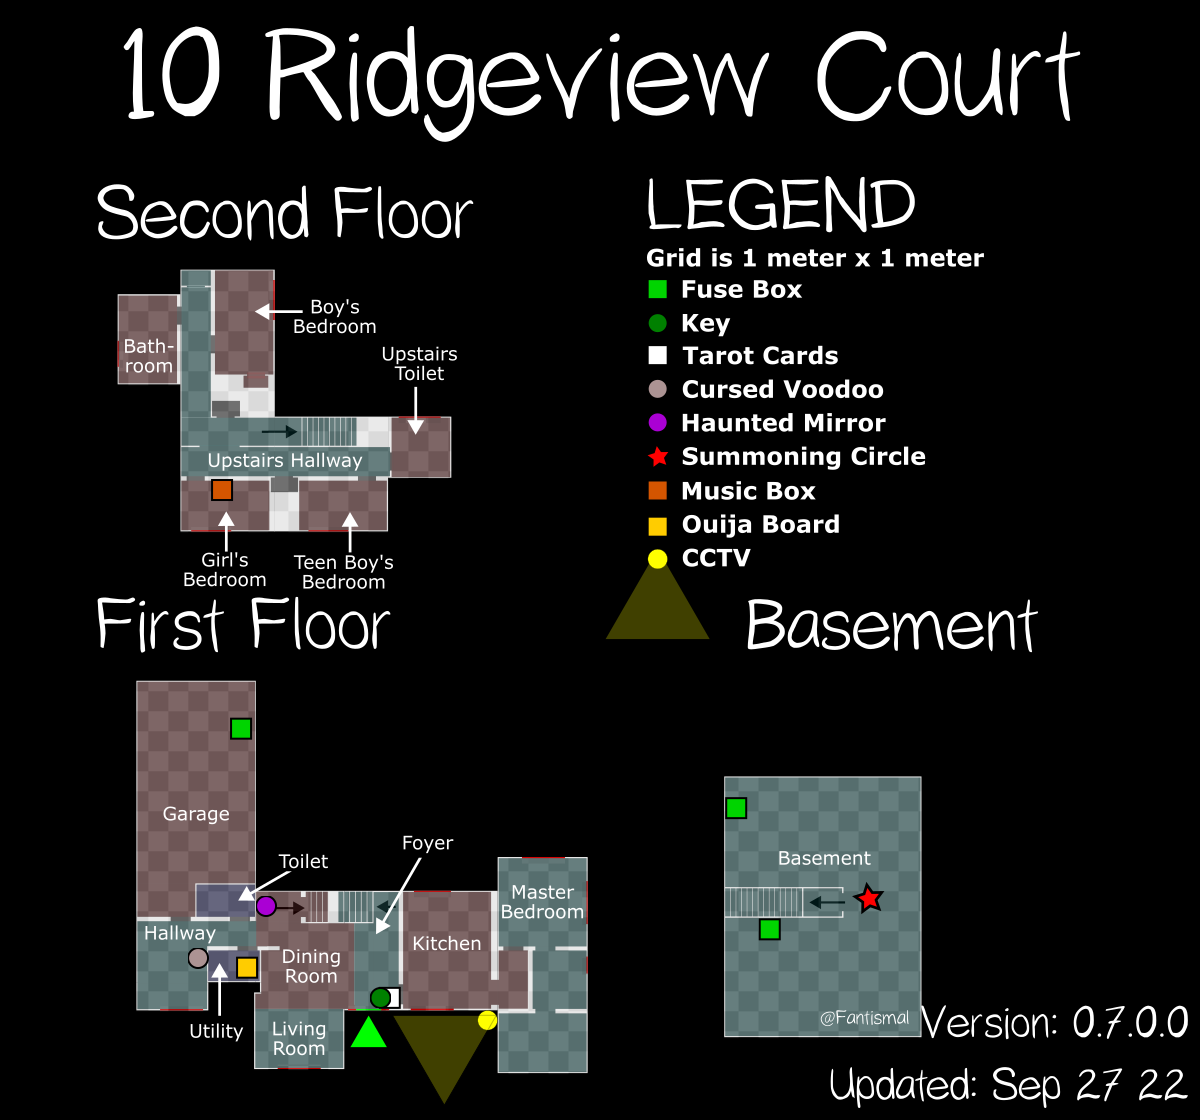 10 Ridgeview Court
Second Floor
Boy's
Bedroom
Bath-
room
Upstairs
Toilet
Upstairs Hallway
Girl's
Bedroom
Teen Boy's
Bedroom
LEGEND
Grid is 1 meter x 1 meter
Fuse Box
Key
Tarot Cards
Cursed Voodoo
Haunted Mirror
Summoning Circle
Music Box
Ouija Board
CCTV
First Floor
Garage
Toilet
Foyer
Hallway
Dining
Room
Kitchen
Master
Bedroom
Utility
Living
Room
Basement
Basement
@Fantismal
Version: 0.7.0.0
Updated: Sep 27 22